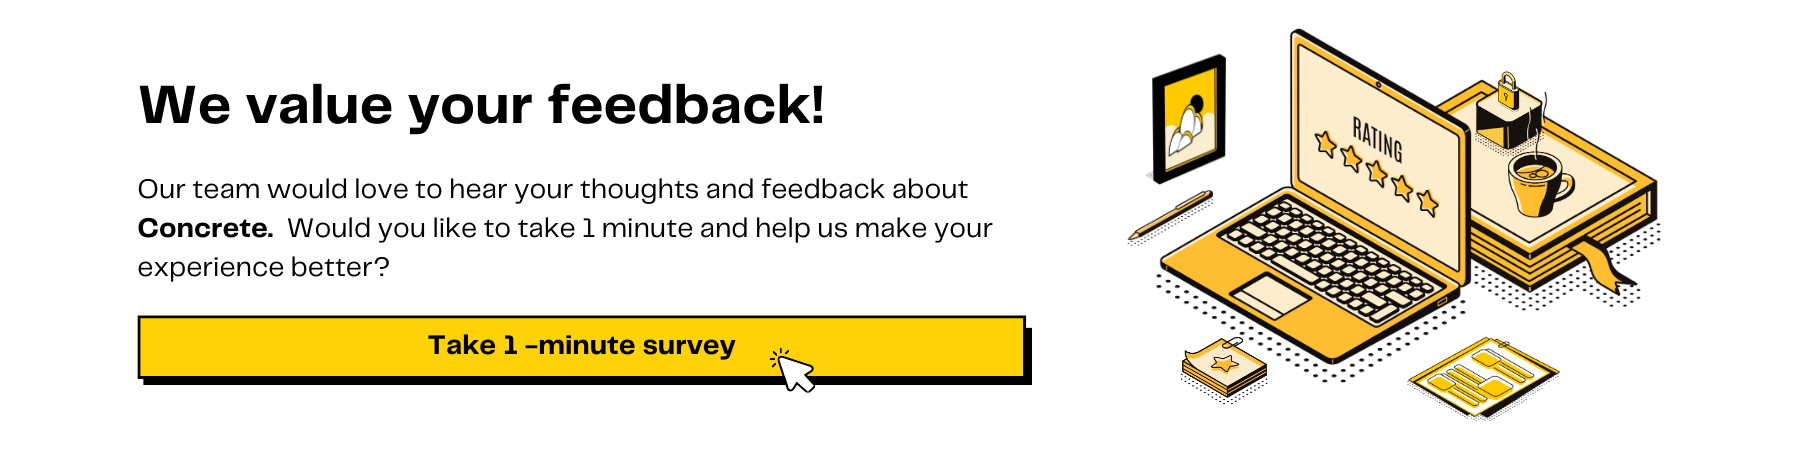 We value your feedback!
Our team would love to hear your thoughts and feedback about
Concrete. Would you like to take 1 minute and help us make your
experience better?
Take 1 -minute survey
RATING